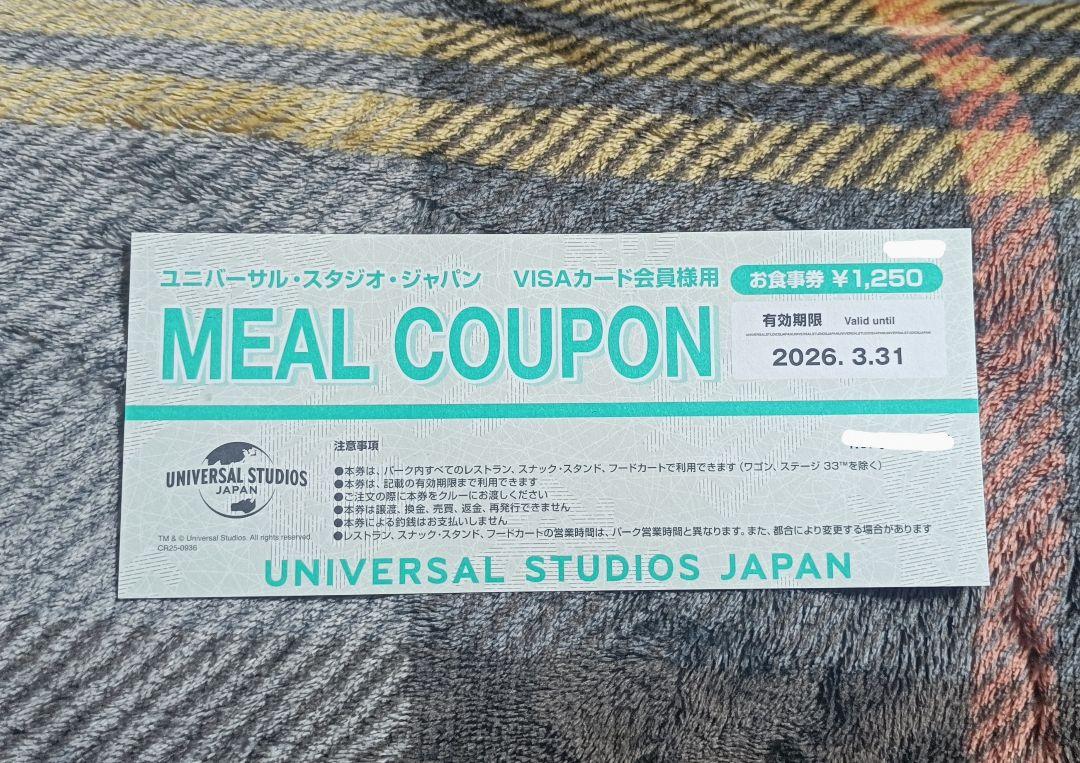 ユニバーサル・スタジオ・ジャパン VISAカード会員様用 お食事券 ¥1,250
MEAL COUPON
有効期限 Valid until
2026. 3.31
注意事項
●本券は、パーク内すべてのレストラン、スナック・スタンド、フードカートで利用できます(ワゴン、ステージ 33™を除く)
●本券は、記載の有効期限まで利用できます
●ご注文の際に本券をクルーにお渡しください
●本券は譲渡、換金、売買、返金、再発行できません
●本券による釣銭はお支払いしません
●レストラン、スナック・スタンド、フードカートの営業時間は、パーク営業時間と異なります。また、都合により変更する場合があります
UNIVERSAL STUDIOS
JAPAN
TM & © Universal Studios. All rights reserved.
CR25-0936
UNIVERSAL STUDIOS JAPAN